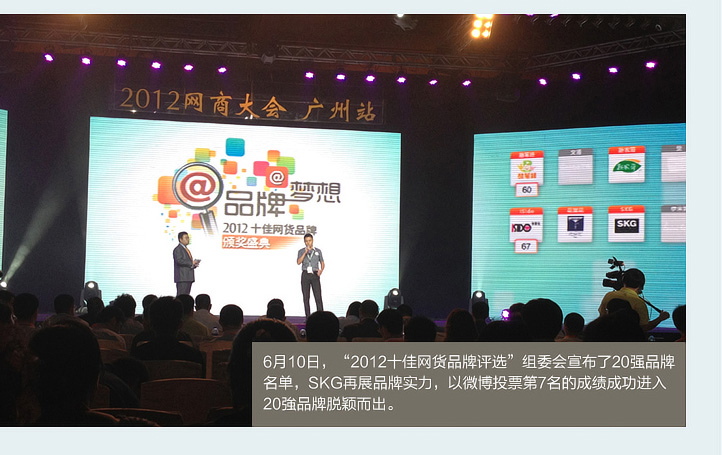 2012网商大会 广州站
@
@
品牌梦想
2012十佳网货品牌
颁奖盛典
60
SKG
SKG
67
6月10日，“2012十佳网货品牌评选”组委会宣布了20强品牌
名单，SKG再展品牌实力，以微博投票第7名的成绩成功进入
20強品牌脱颖而出。